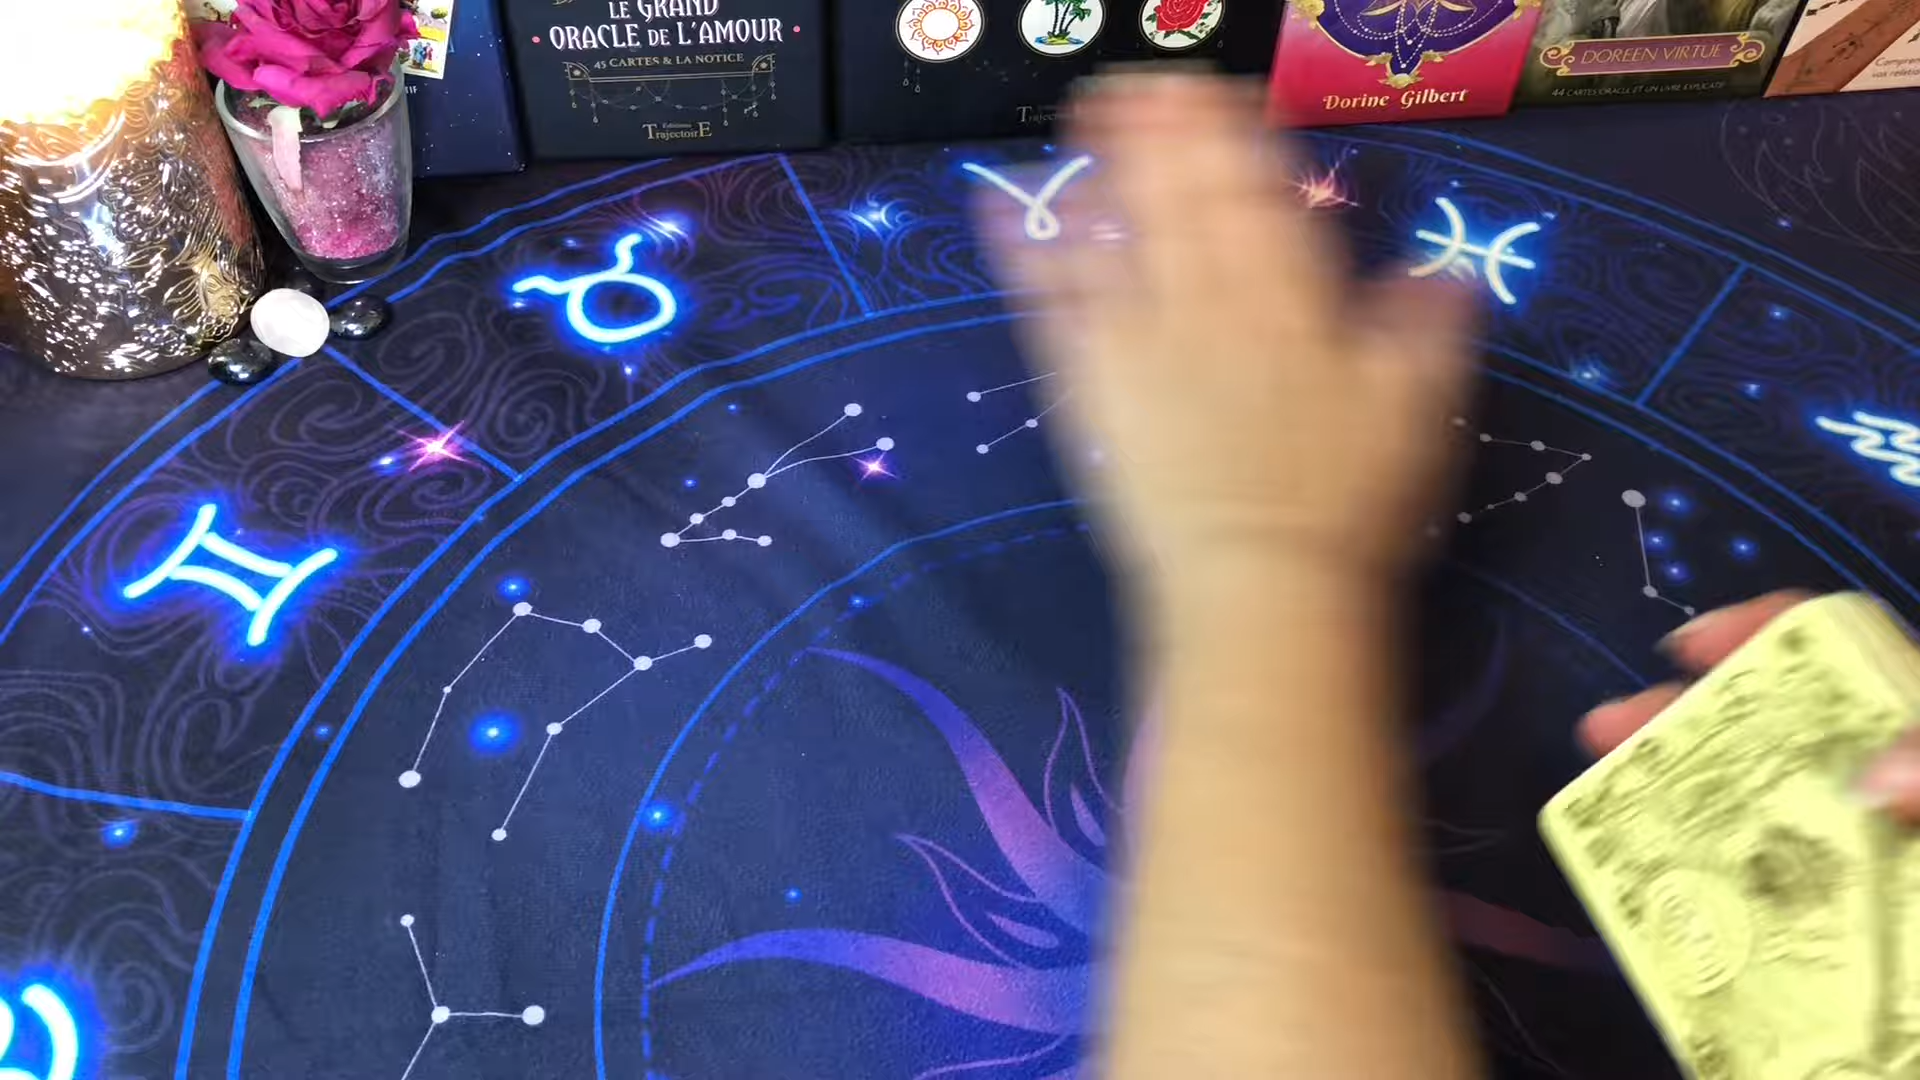 LE GRAND
ORACLE DE L'AMOUR
45 CARTES & LA NOTICE
Éditions
TrajectoirE
Dorine Gilbert
DOREEN VIRTUE
44 CARTES ORACLE ET UN LIVRE EXPLICATIF